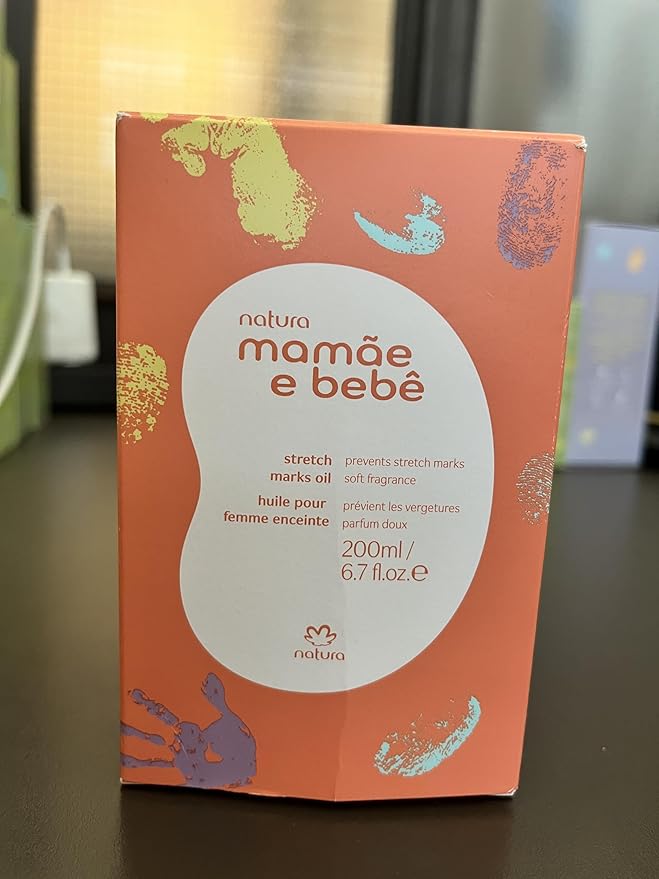 natura
mamãe
e bebê
stretch
marks oil
prevents stretch marks
soft fragrance
huile pour
femme enceinte
prévient les vergetures
parfum doux
200ml /
6.7 fl.oz.℮
natura